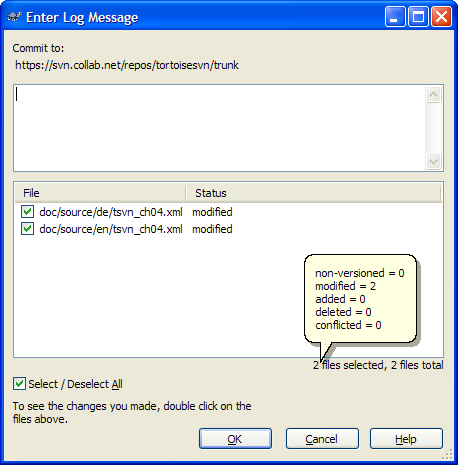 Enter Log Message
Commit to:
https://svn.collab.net/repos/tortoisesvn/trunk
File Status
doc/source/de/tsvn_ch04.xml modified
doc/source/en/tsvn_ch04.xml modified
non-versioned = 0
modified = 2
added = 0
deleted = 0
conflicted = 0
2 files selected, 2 files total
Select / Deselect All
To see the changes you made, double click on the
files above.
OK Cancel Help